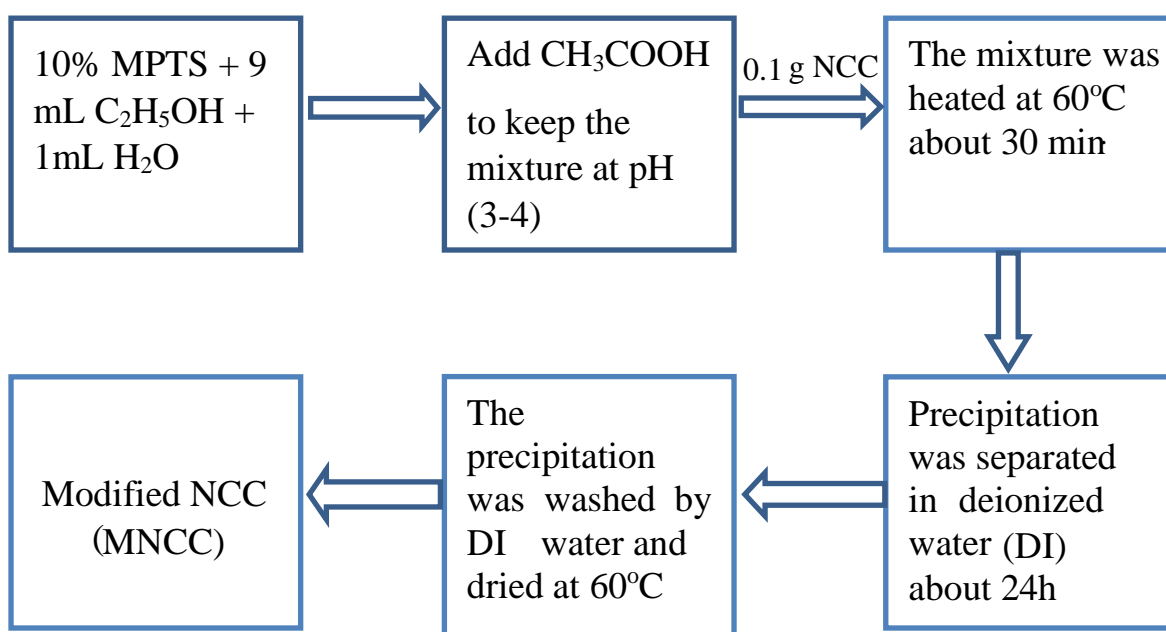 10% MPTS + 9
mL C₂H₅OH +
1mL H₂O
Add CH₃COOH
to keep the
mixture at pH
(3-4)
0.1 g NCC
The mixture was
heated at 60°C
about 30 min.
Precipitation
was separated
in deionized
water (DI)
about 24h
The
precipitation
was washed by
DI water and
dried at 60°C
Modified NCC
(MNCC)